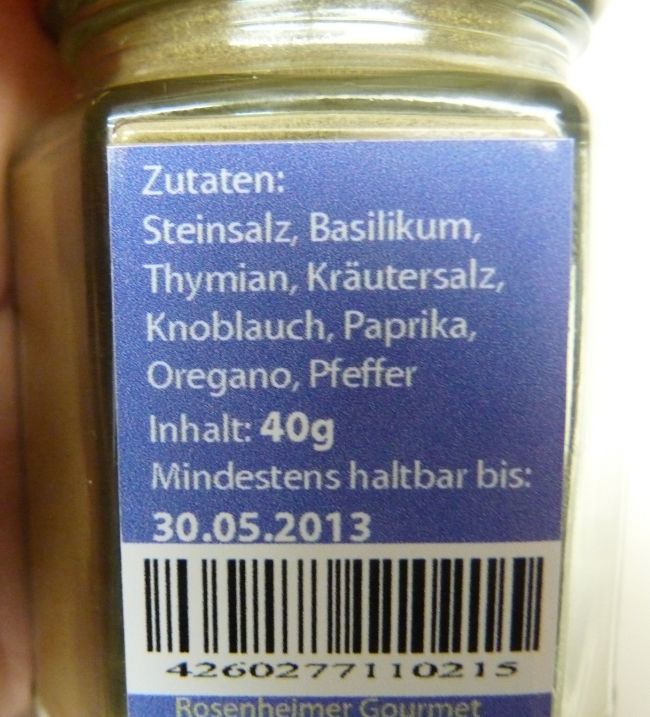 Zutaten:
Steinsalz, Basilikum,
Thymian, Kräutersalz,
Knoblauch, Paprika,
Oregano, Pfeffer
Inhalt: 40g
Mindestens haltbar bis:
30.05.2013
4260277110215
Rosenheimer Gourmet